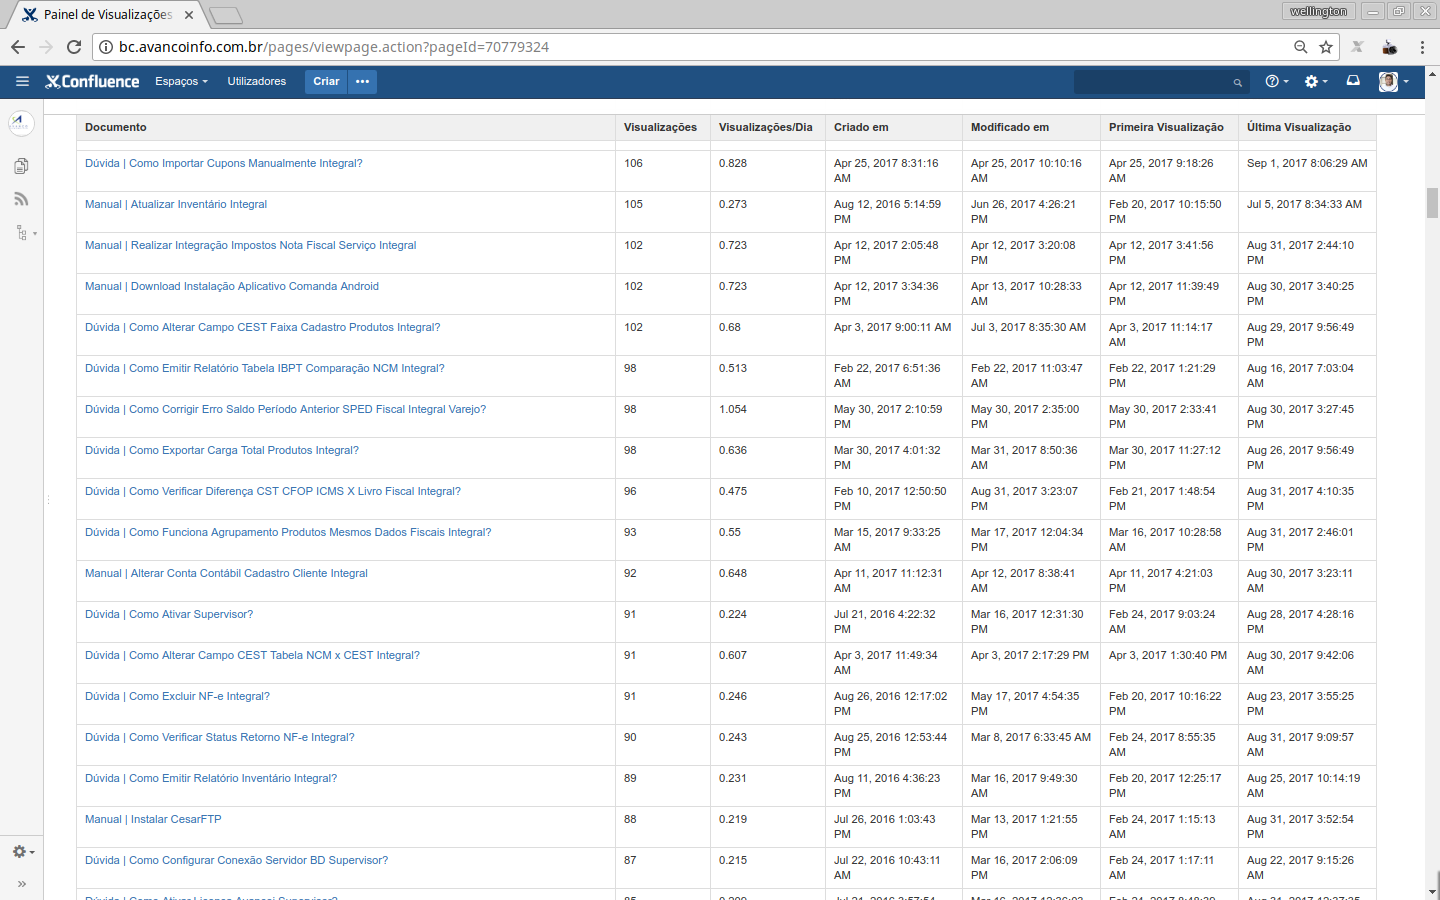 Painel de Visualizações
wellington
bc.avancoinfo.com.br/pages/viewpage.action?pageId=70779324
Confluence Espaços Utilizadores Criar
Documento Visualizações Visualizações/Dia Criado em Modificado em Primeira Visualização Última Visualização
Dúvida | Como Importar Cupons Manualmente Integral? 106 0.828 Apr 25, 2017 8:31:16 AM Apr 25, 2017 10:10:16 AM Apr 25, 2017 9:18:26 AM Sep 1, 2017 8:06:29 AM
Manual | Atualizar Inventário Integral 105 0.273 Aug 12, 2016 5:14:59 PM Jun 26, 2017 4:26:21 PM Feb 20, 2017 10:15:50 PM Jul 5, 2017 8:34:33 AM
Manual | Realizar Integração Impostos Nota Fiscal Serviço Integral 102 0.723 Apr 12, 2017 2:05:48 PM Apr 12, 2017 3:20:08 PM Apr 12, 2017 3:41:56 PM Aug 31, 2017 2:44:10 PM
Manual | Download Instalação Aplicativo Comanda Android 102 0.723 Apr 12, 2017 3:34:36 PM Apr 13, 2017 10:28:33 AM Apr 12, 2017 11:39:49 PM Aug 30, 2017 3:40:25 PM
Dúvida | Como Alterar Campo CEST Faixa Cadastro Produtos Integral? 102 0.68 Apr 3, 2017 9:00:11 AM Jul 3, 2017 8:35:30 AM Apr 3, 2017 11:14:17 AM Aug 29, 2017 9:56:49 PM
Dúvida | Como Emitir Relatório Tabela IBPT Comparação NCM Integral? 98 0.513 Feb 22, 2017 6:51:36 AM Feb 22, 2017 11:03:47 AM Feb 22, 2017 1:21:29 PM Aug 16, 2017 7:03:04 AM
Dúvida | Como Corrigir Erro Saldo Período Anterior SPED Fiscal Integral Varejo? 98 1.054 May 30, 2017 2:10:59 PM May 30, 2017 2:35:00 PM May 30, 2017 2:33:41 PM Aug 30, 2017 3:27:45 PM
Dúvida | Como Exportar Carga Total Produtos Integral? 98 0.636 Mar 30, 2017 4:01:32 PM Mar 31, 2017 8:50:36 AM Mar 30, 2017 11:27:12 PM Aug 26, 2017 9:56:49 PM
Dúvida | Como Verificar Diferença CST CFOP ICMS X Livro Fiscal Integral? 96 0.475 Feb 10, 2017 12:50:50 PM Aug 31, 2017 3:23:07 PM Feb 21, 2017 1:48:54 PM Aug 31, 2017 4:10:35 PM
Dúvida | Como Funciona Agrupamento Produtos Mesmos Dados Fiscais Integral? 93 0.55 Mar 15, 2017 9:33:25 AM Mar 17, 2017 12:04:34 PM Mar 16, 2017 10:28:58 AM Aug 31, 2017 2:46:01 PM
Manual | Alterar Conta Contábil Cadastro Cliente Integral 92 0.648 Apr 11, 2017 11:12:31 AM Apr 12, 2017 8:38:41 AM Apr 11, 2017 4:21:03 PM Aug 30, 2017 3:23:11 AM
Dúvida | Como Ativar Supervisor? 91 0.224 Jul 21, 2016 4:22:32 PM Mar 16, 2017 12:31:30 PM Feb 24, 2017 9:03:24 AM Aug 28, 2017 4:28:16 PM
Dúvida | Como Alterar Campo CEST Tabela NCM x CEST Integral? 91 0.607 Apr 3, 2017 11:49:34 AM Apr 3, 2017 2:17:29 PM Apr 3, 2017 1:30:40 PM Aug 30, 2017 9:42:06 AM
Dúvida | Como Excluir NF-e Integral? 91 0.246 Aug 26, 2016 12:17:02 PM May 17, 2017 4:54:35 PM Feb 20, 2017 10:16:22 PM Aug 23, 2017 3:55:25 PM
Dúvida | Como Verificar Status Retorno NF-e Integral? 90 0.243 Aug 25, 2016 12:53:44 PM Mar 8, 2017 6:33:45 AM Feb 24, 2017 8:55:35 AM Aug 31, 2017 9:09:57 AM
Dúvida | Como Emitir Relatório Inventário Integral? 89 0.231 Aug 11, 2016 4:36:23 PM Mar 16, 2017 9:49:30 AM Feb 20, 2017 12:25:17 PM Aug 25, 2017 10:14:19 AM
Manual | Instalar CesarFTP 88 0.219 Jul 26, 2016 1:03:43 PM Mar 13, 2017 1:21:55 PM Feb 24, 2017 1:15:13 AM Aug 31, 2017 3:52:54 PM
Dúvida | Como Configurar Conexão Servidor BD Supervisor? 87 0.215 Jul 22, 2016 10:43:11 AM Mar 16, 2017 2:06:09 PM Feb 24, 2017 1:17:11 AM Aug 22, 2017 9:15:26 AM